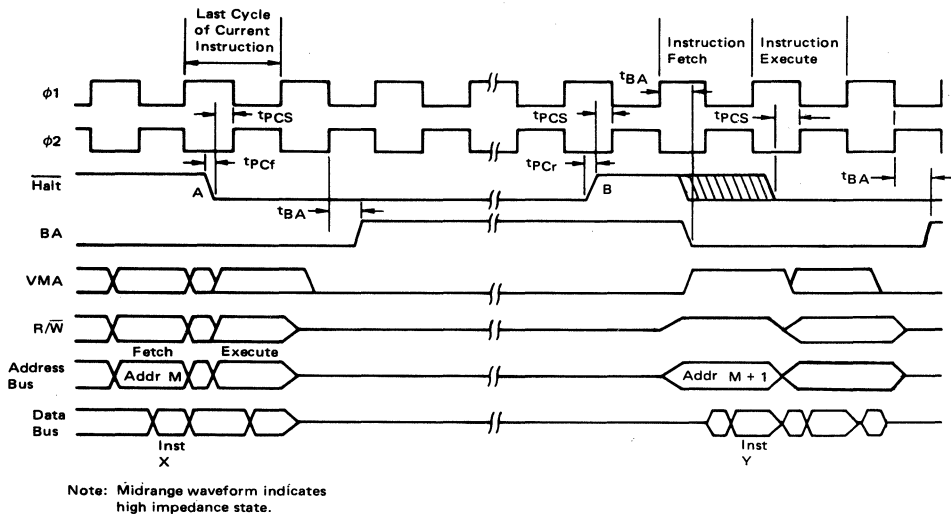 Last Cycle
of Current
Instruction
Instruction
Fetch
Instruction
Execute
tBA
ϕ1
tPCS
tPCS
tPCS
ϕ2
tPCf
tPCr
Halt
A
B
tBA
tBA
BA
VMA
R/W
Fetch
Execute
Address
Bus
Addr M
Addr M + 1
Data
Bus
Inst
X
Inst
Y
Note: Midrange waveform indicates
high impedance state.